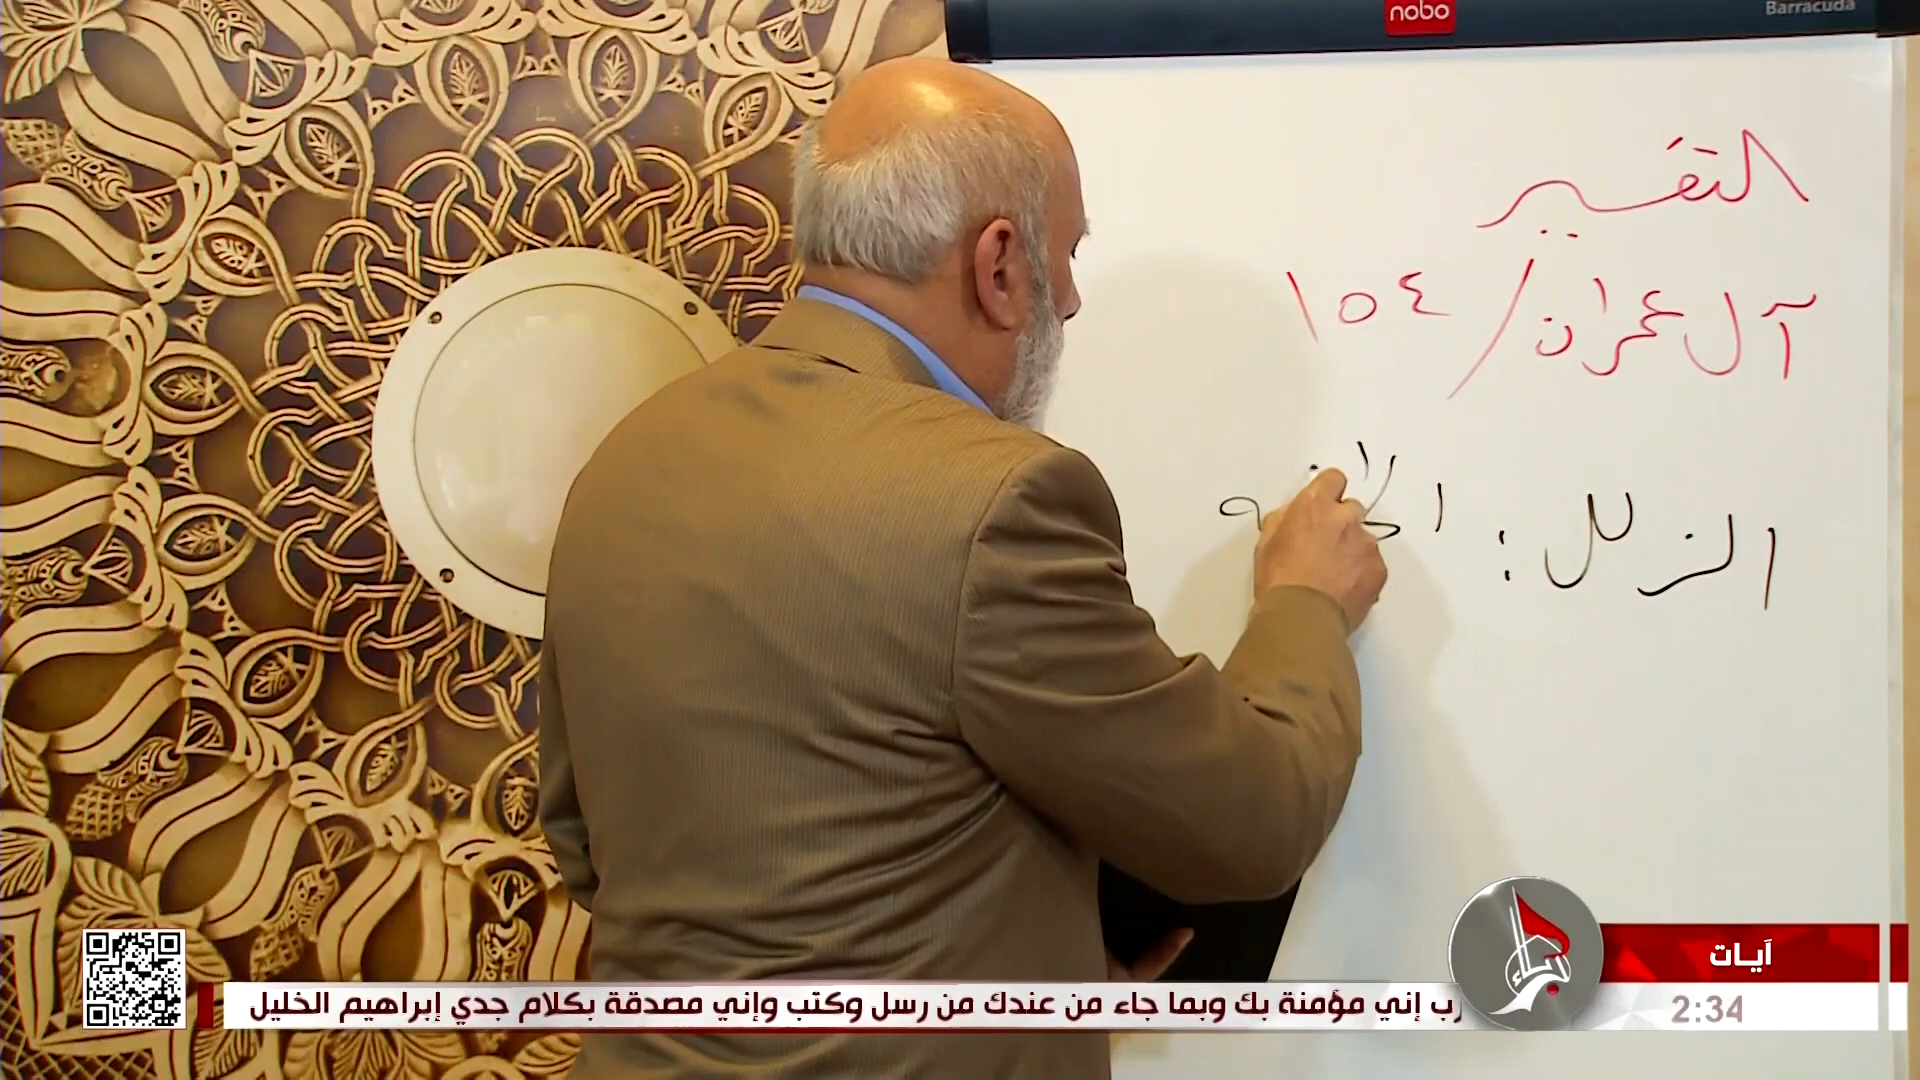 nobo
Barracuda
التفسير
آل عمران / ١٥٤
الزلل :
آيات
2:34
رب إني مؤمنة بك وبما جاء من عندك من رسل وكتب وإني مصدقة بكلام جدي إبراهيم الخليل
كربلاء